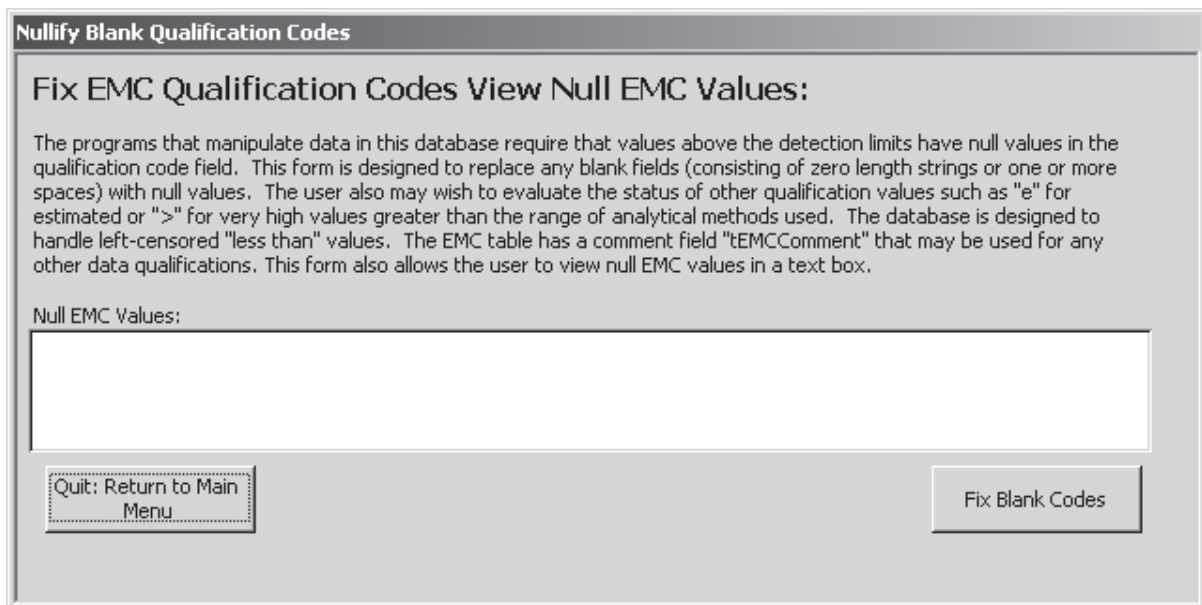 Nullify Blank Qualification Codes
Fix EMC Qualification Codes View Null EMC Values:
The programs that manipulate data in this database require that values above the detection limits have null values in the
qualification code field.  This form is designed to replace any blank fields (consisting of zero length strings or one or more
spaces) with null values.  The user also may wish to evaluate the status of other qualification values such as "e" for
estimated or ">" for very high values greater than the range of analytical methods used.  The database is designed to
handle left-censored "less than" values.  The EMC table has a comment field "tEMCComment" that may be used for any
other data qualifications. This form also allows the user to view null EMC values in a text box.
Null EMC Values:
Quit: Return to Main
Menu
Fix Blank Codes